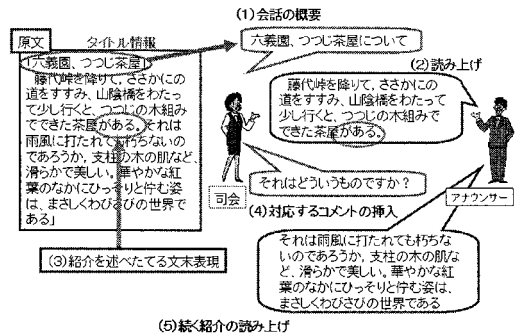 (1)会話の概要
原文
タイトル情報
「六義園、つつじ茶屋」
藤代峠を降りて，ささかにの
道をすすみ、山陰橋をわたっ
て少し行くと、つつじの木組み
でできた茶屋がある。それは
雨風に打たれても朽ちないの
であろうか，支柱の木の肌など、
滑らかで美しい。華やかな紅
葉のなかにひっそりと佇む姿
は、まさしくわびさびの世界で
ある」
(3)紹介を述べたてる文末表現
六義園、つつじ茶屋について
(2)読み上げ
藤代峠を降りて，ささかにの
道をすすみ、山陰橋をわたっ
て少し行くと、つつじの木組みで
できた茶屋がある。
それはどういうものですか？
司会
アナウンサー
(4)対応するコメントの挿入
それは雨風に打たれても朽ちな
いのであろうか，支柱の木の肌な
ど、滑らかで美しい。華やかな紅
葉のなかにひっそりと佇む姿は、
まさしくわびさびの世界である
(5)続く紹介の読み上げ